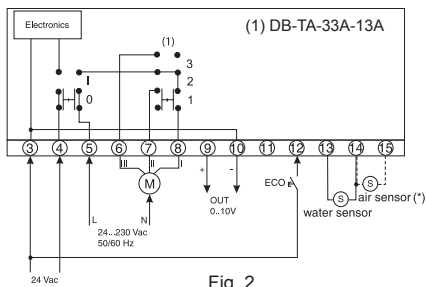 Electronics
(1) DB-TA-33A-13A
(1)
3
I
2
0
1
3 4 5 6 7 8 9 10 11 12 13 14 15
III II I
+ -
M
ECO
S
S
air sensor (*)
water sensor
L
N
OUT
0..10V
24...230 Vac
50/60 Hz
24 Vac
Fig. 2